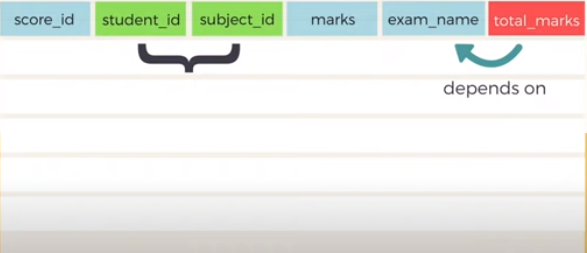 score_id student_id subject_id marks exam_name total_marks
depends on